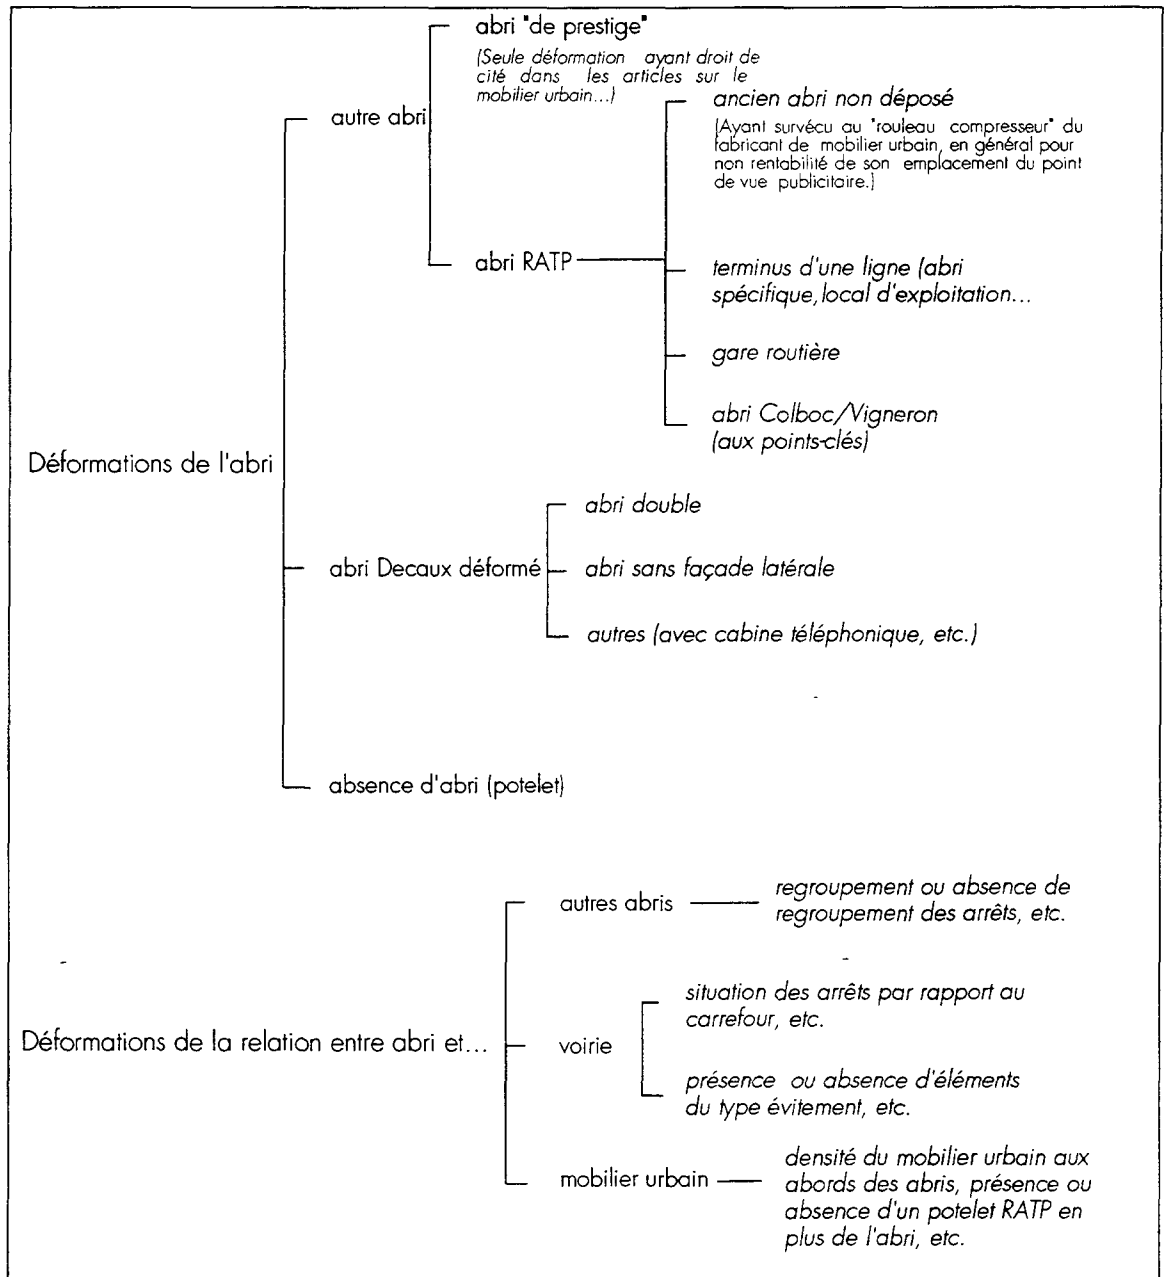 abri "de prestige"
(Seule déformation ayant droit de
cité dans les articles sur le
mobilier urbain...)
autre abri
ancien abri non déposé
(Ayant survécu au "rouleau compresseur" du
fabricant de mobilier urbain, en général pour
non rentabilité de son emplacement du point
de vue publicitaire.)
abri RATP
terminus d'une ligne (abri
spécifique, local d'exploitation...
gare routière
abri Colboc/Vigneron
(aux points-clés)
Déformations de l'abri
abri double
abri Decaux déformé
abri sans façade latérale
autres (avec cabine téléphonique, etc.)
absence d'abri (potelet)
autres abris
regroupement ou absence de
regroupement des arrêts, etc.
situation des arrêts par rapport au
carrefour, etc.
Déformations de la relation entre abri et...
voirie
présence ou absence d'éléments
du type évitement, etc.
mobilier urbain
densité du mobilier urbain aux
abords des abris, présence ou
absence d'un potelet RATP en
plus de l'abri, etc.